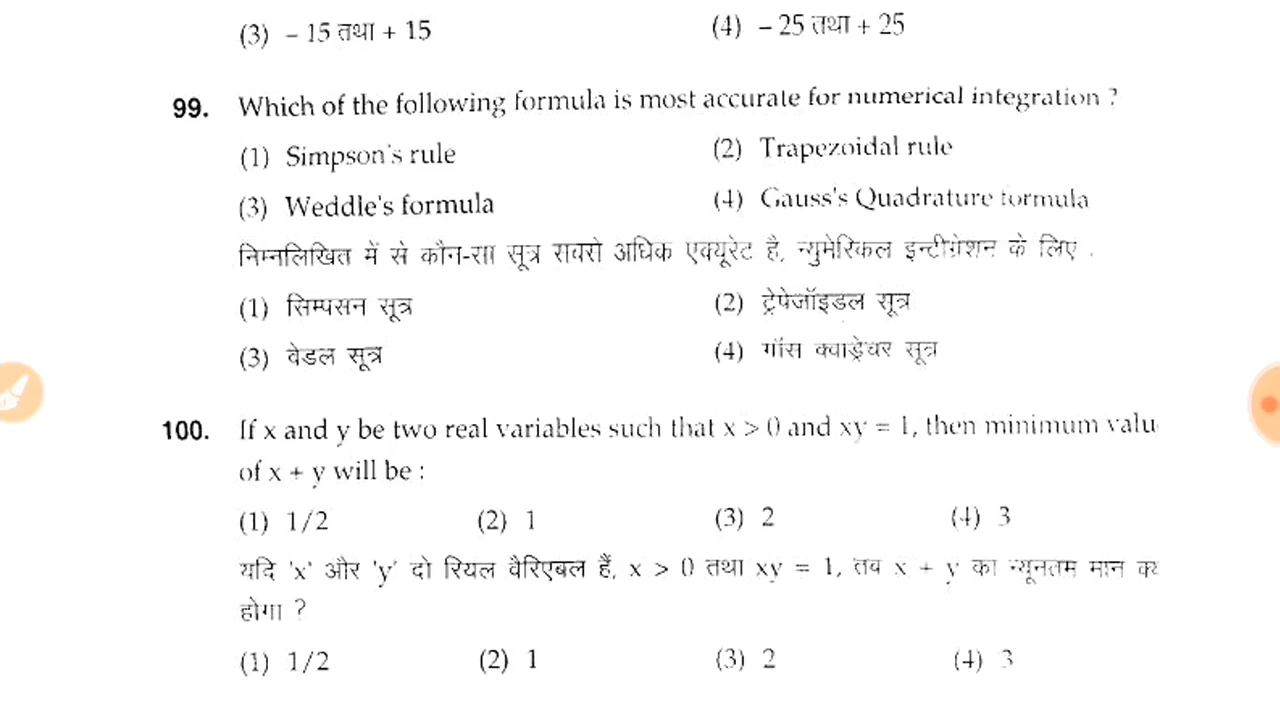 (3) – 15 तथा + 15 (4) – 25 तथा + 25
99. Which of the following formula is most accurate for numerical integration ?
(1) Simpson's rule (2) Trapezoidal rule
(3) Weddle's formula (4) Gauss's Quadrature formula
निम्नलिखित में से कौन-सा सूत्र सबसे अधिक एक्यूरेट है, न्युमेरिकल इन्टीग्रेशन के लिए .
(1) सिम्पसन सूत्र (2) ट्रेपेजॉइडल सूत्र
(3) वेडल सूत्र (4) गॉस क्वाड्रेचर सूत्र
100. If x and y be two real variables such that x > 0 and xy = 1, then minimum valu
of x + y will be :
(1) 1/2 (2) 1 (3) 2 (4) 3
यदि 'x' और 'y' दो रियल वैरिएबल हैं, x > 0 तथा xy = 1, तब x + y का न्यूनतम मान क्य
होगा ?
(1) 1/2 (2) 1 (3) 2 (4) 3